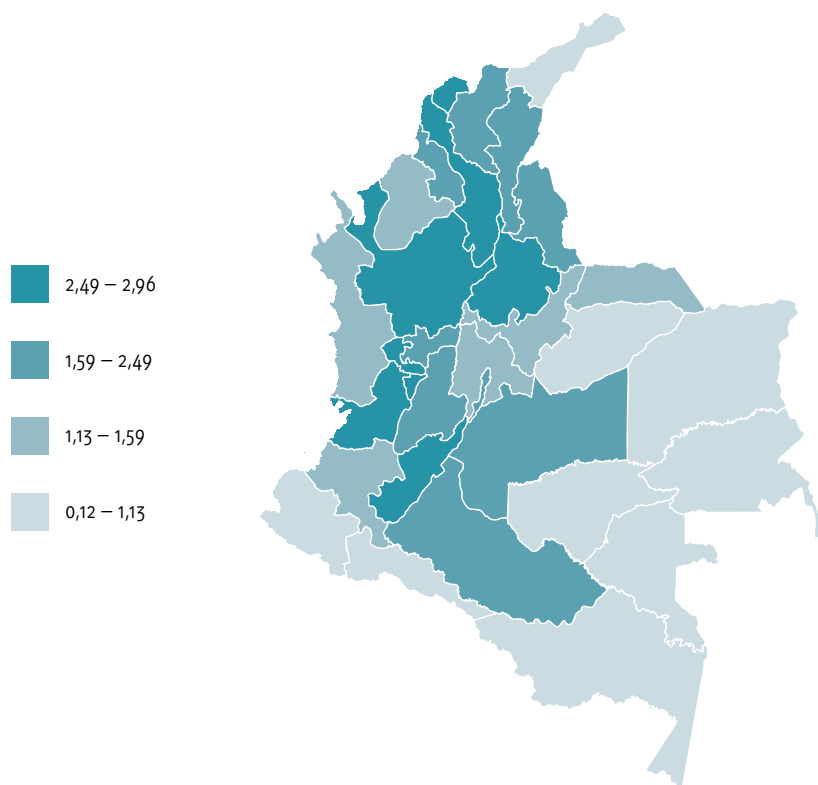 2,49 – 2,96
1,59 – 2,49
1,13 – 1,59
0,12 – 1,13